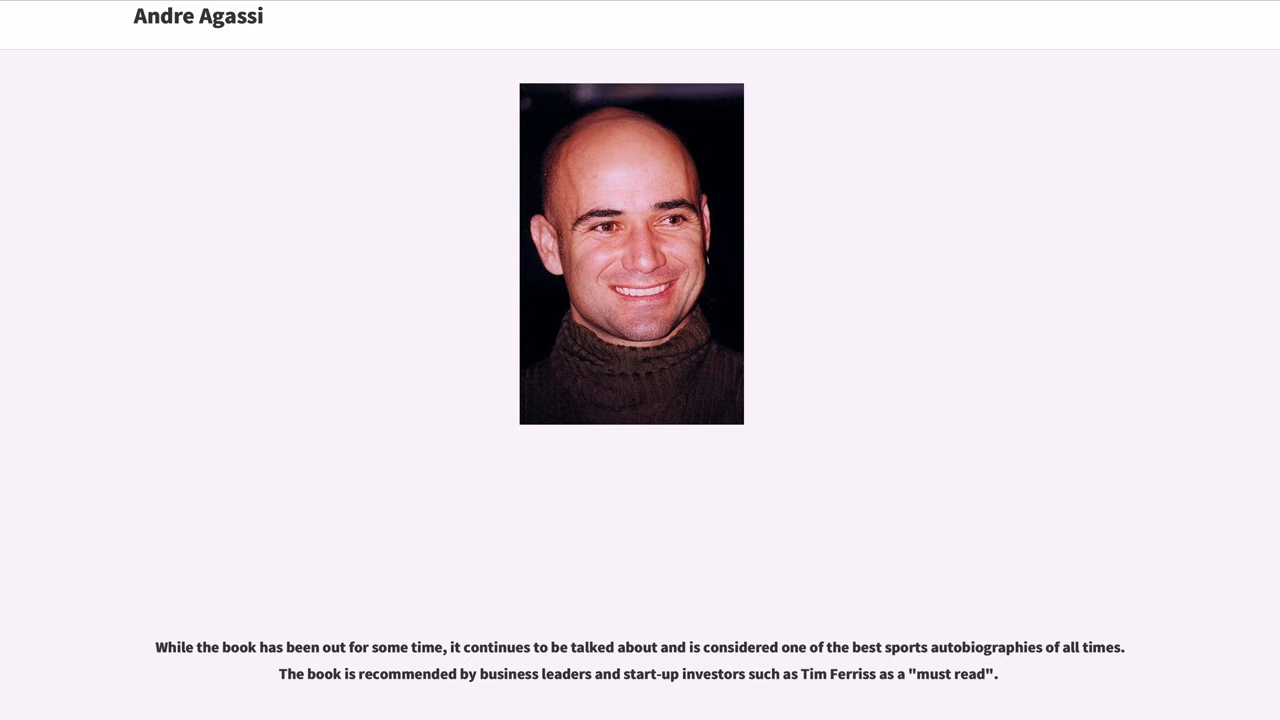 Andre Agassi
While the book has been out for some time, it continues to be talked about and is considered one of the best sports autobiographies of all times.
The book is recommended by business leaders and start-up investors such as Tim Ferriss as a "must read".